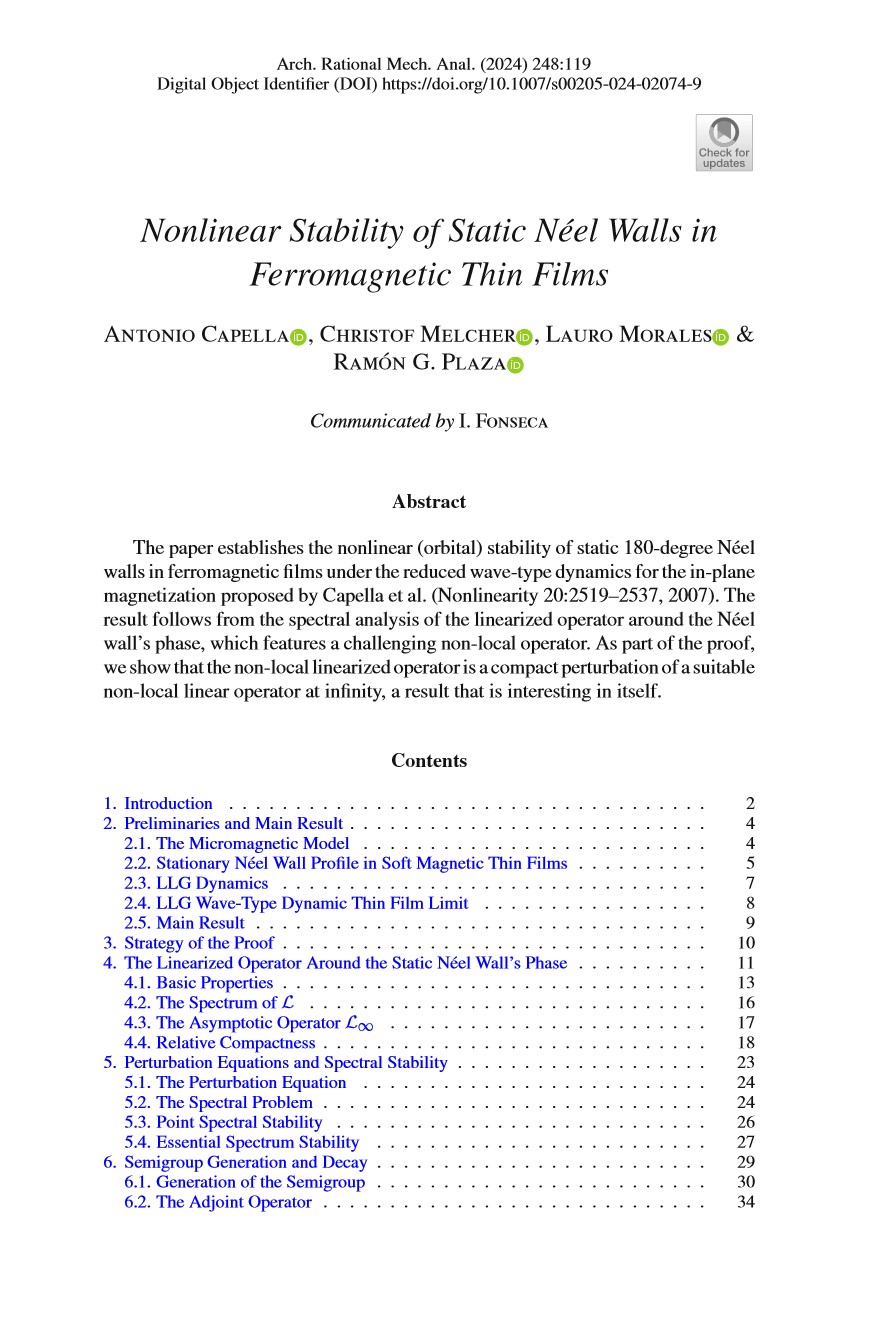 Arch. Rational Mech. Anal. (2024) 248:119
Digital Object Identifier (DOI) https://doi.org/10.1007/s00205-024-02074-9
Check for
updates
Nonlinear Stability of Static Néel Walls in
Ferromagnetic Thin Films
Antonio Capella iD, Christof Melcher iD, Lauro Morales iD &
Ramón G. Plaza iD
Communicated by I. Fonseca
Abstract
The paper establishes the nonlinear (orbital) stability of static 180-degree Néel
walls in ferromagnetic films under the reduced wave-type dynamics for the in-plane
magnetization proposed by Capella et al. (Nonlinearity 20:2519–2537, 2007). The
result follows from the spectral analysis of the linearized operator around the Néel
wall's phase, which features a challenging non-local operator. As part of the proof,
we show that the non-local linearized operator is a compact perturbation of a suitable
non-local linear operator at infinity, a result that is interesting in itself.
Contents
1. Introduction . . . . . . . . . . . . . . . . . . . . . . . . . . . . . . . . . . . . 2
2. Preliminaries and Main Result . . . . . . . . . . . . . . . . . . . . . . . . . . . 4
2.1. The Micromagnetic Model . . . . . . . . . . . . . . . . . . . . . . . . . . 4
2.2. Stationary Néel Wall Profile in Soft Magnetic Thin Films . . . . . . . . . . 5
2.3. LLG Dynamics . . . . . . . . . . . . . . . . . . . . . . . . . . . . . . . . 7
2.4. LLG Wave-Type Dynamic Thin Film Limit . . . . . . . . . . . . . . . . . 8
2.5. Main Result . . . . . . . . . . . . . . . . . . . . . . . . . . . . . . . . . . 9
3. Strategy of the Proof . . . . . . . . . . . . . . . . . . . . . . . . . . . . . . . . 10
4. The Linearized Operator Around the Static Néel Wall's Phase . . . . . . . . . . 11
4.1. Basic Properties . . . . . . . . . . . . . . . . . . . . . . . . . . . . . . . . 13
4.2. The Spectrum of ℒ . . . . . . . . . . . . . . . . . . . . . . . . . . . . . . 16
4.3. The Asymptotic Operator ℒ∞ . . . . . . . . . . . . . . . . . . . . . . . . 17
4.4. Relative Compactness . . . . . . . . . . . . . . . . . . . . . . . . . . . . . 18
5. Perturbation Equations and Spectral Stability . . . . . . . . . . . . . . . . . . . 23
5.1. The Perturbation Equation . . . . . . . . . . . . . . . . . . . . . . . . . . 24
5.2. The Spectral Problem . . . . . . . . . . . . . . . . . . . . . . . . . . . . . 24
5.3. Point Spectral Stability . . . . . . . . . . . . . . . . . . . . . . . . . . . . 26
5.4. Essential Spectrum Stability . . . . . . . . . . . . . . . . . . . . . . . . . 27
6. Semigroup Generation and Decay . . . . . . . . . . . . . . . . . . . . . . . . . 29
6.1. Generation of the Semigroup . . . . . . . . . . . . . . . . . . . . . . . . . 30
6.2. The Adjoint Operator . . . . . . . . . . . . . . . . . . . . . . . . . . . . . 34